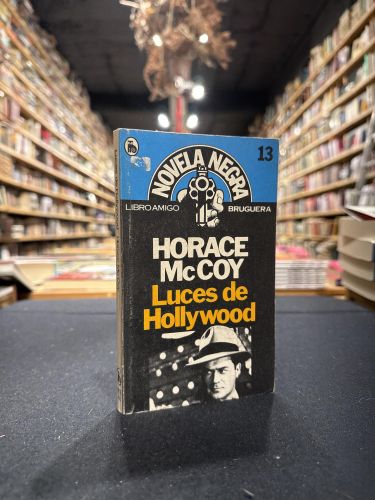 13
NOVELA NEGRA
LIBRO AMIGO BRUGUERA
HORACE
McCOY
Luces de
Hollywood